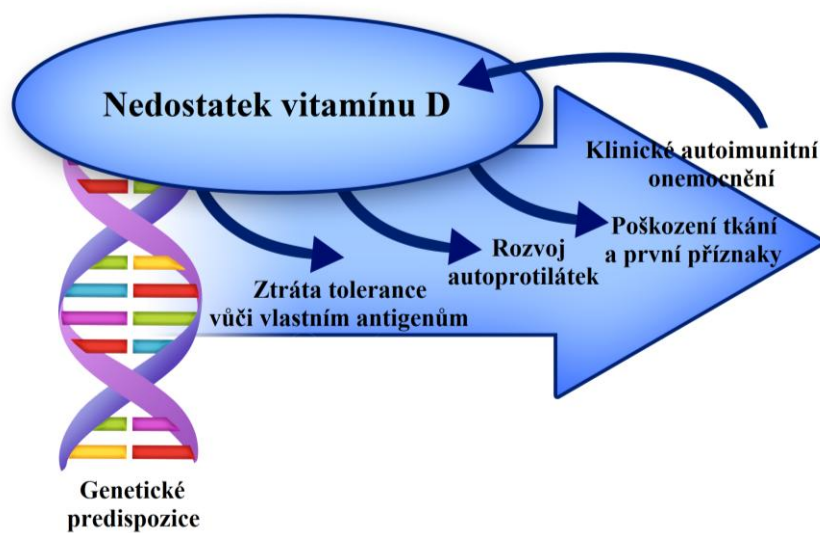 Nedostatek vitamínu D
Klinické autoimunitní
onemocnění
Poškození tkání
a první příznaky
Rozvoj
autoprotilátek
Ztráta tolerance
vůči vlastním antigenům
Genetické
predispozice